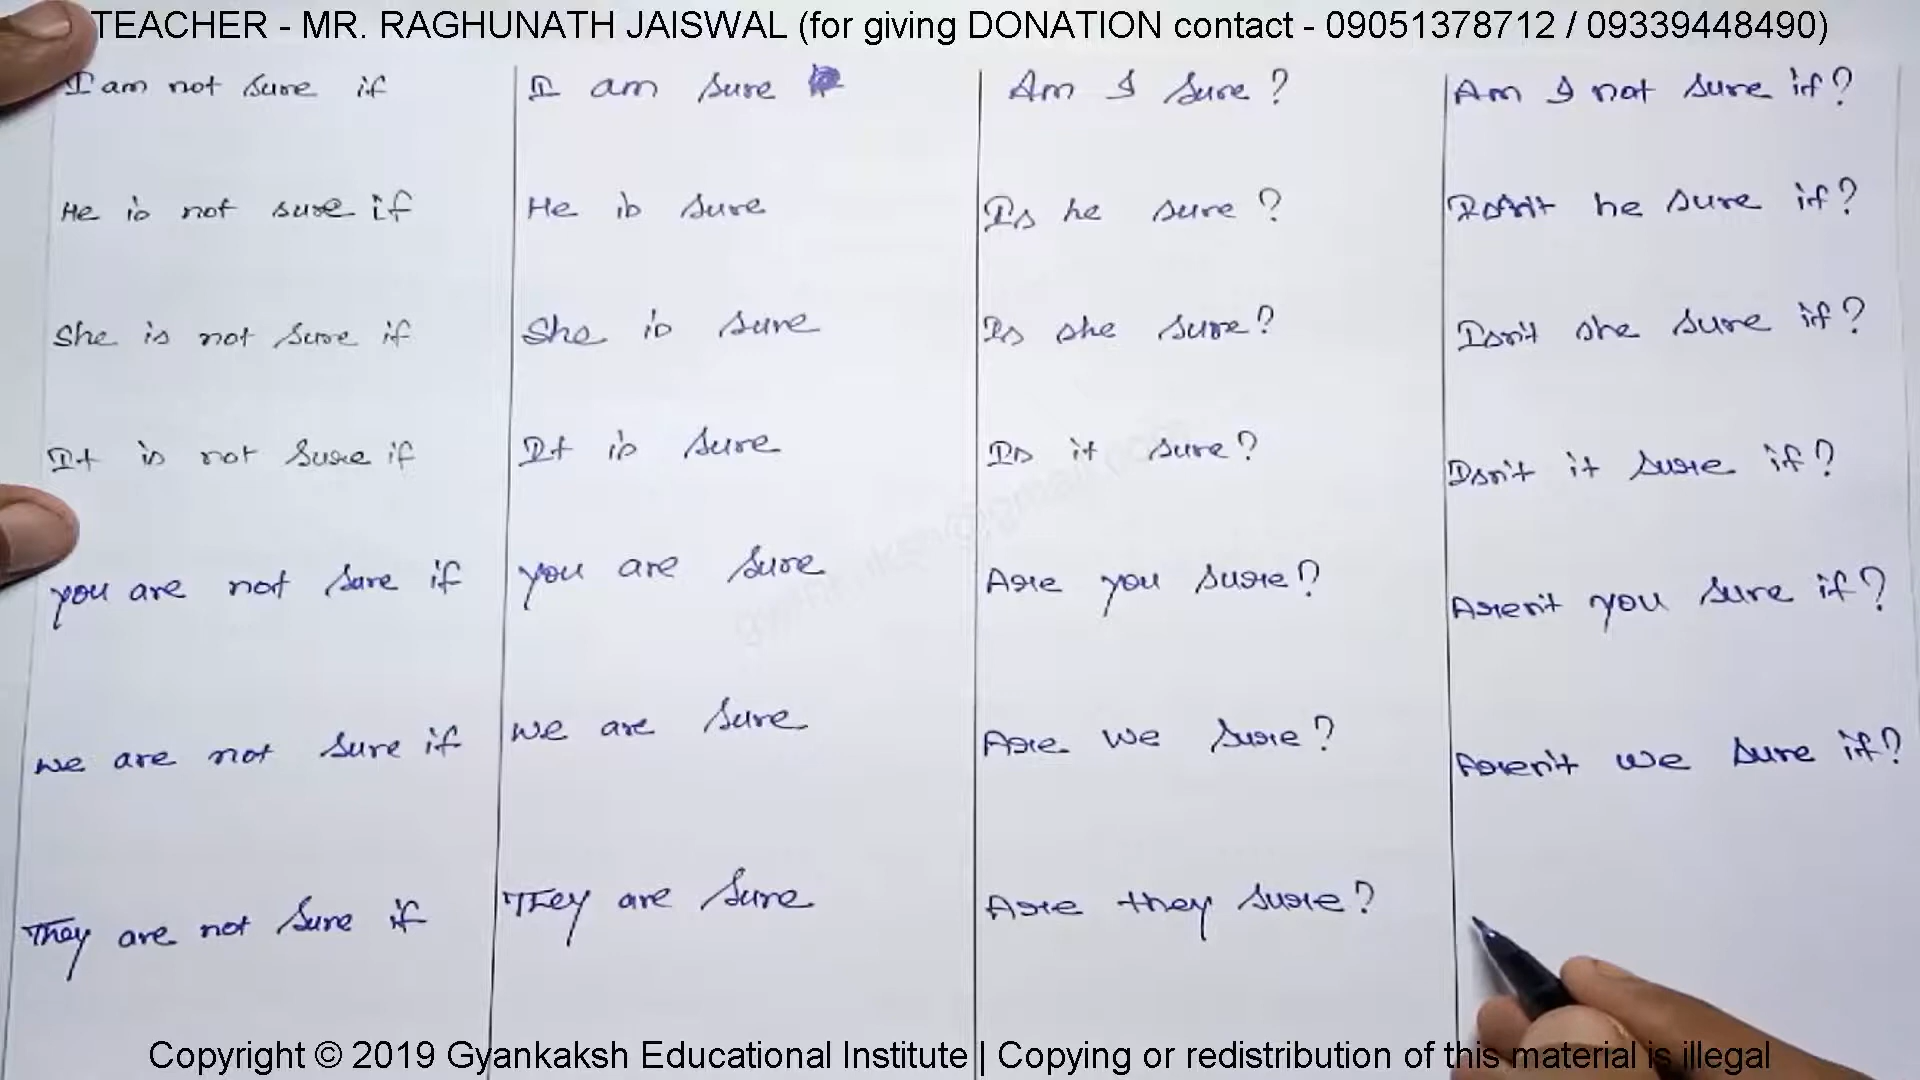 TEACHER - MR. RAGHUNATH JAISWAL (for giving DONATION contact - 09051378712 / 09339448490)
I am not sure if
I am sure
Am I sure?
Am I not sure if?
He is not sure if
He is sure
Is he sure?
Isn't he sure if?
She is not sure if
She is sure
Is she sure?
Isn't she sure if?
It is not sure if
It is sure
Is it sure?
Isn't it sure if?
you are not sure if
you are sure
Are you sure?
Aren't you sure if?
we are not sure if
we are sure
Are we sure?
Aren't we sure if?
They are not sure if
They are sure
Are they sure?
Copyright © 2019 Gyankaksh Educational Institute | Copying or redistribution of this material is illegal